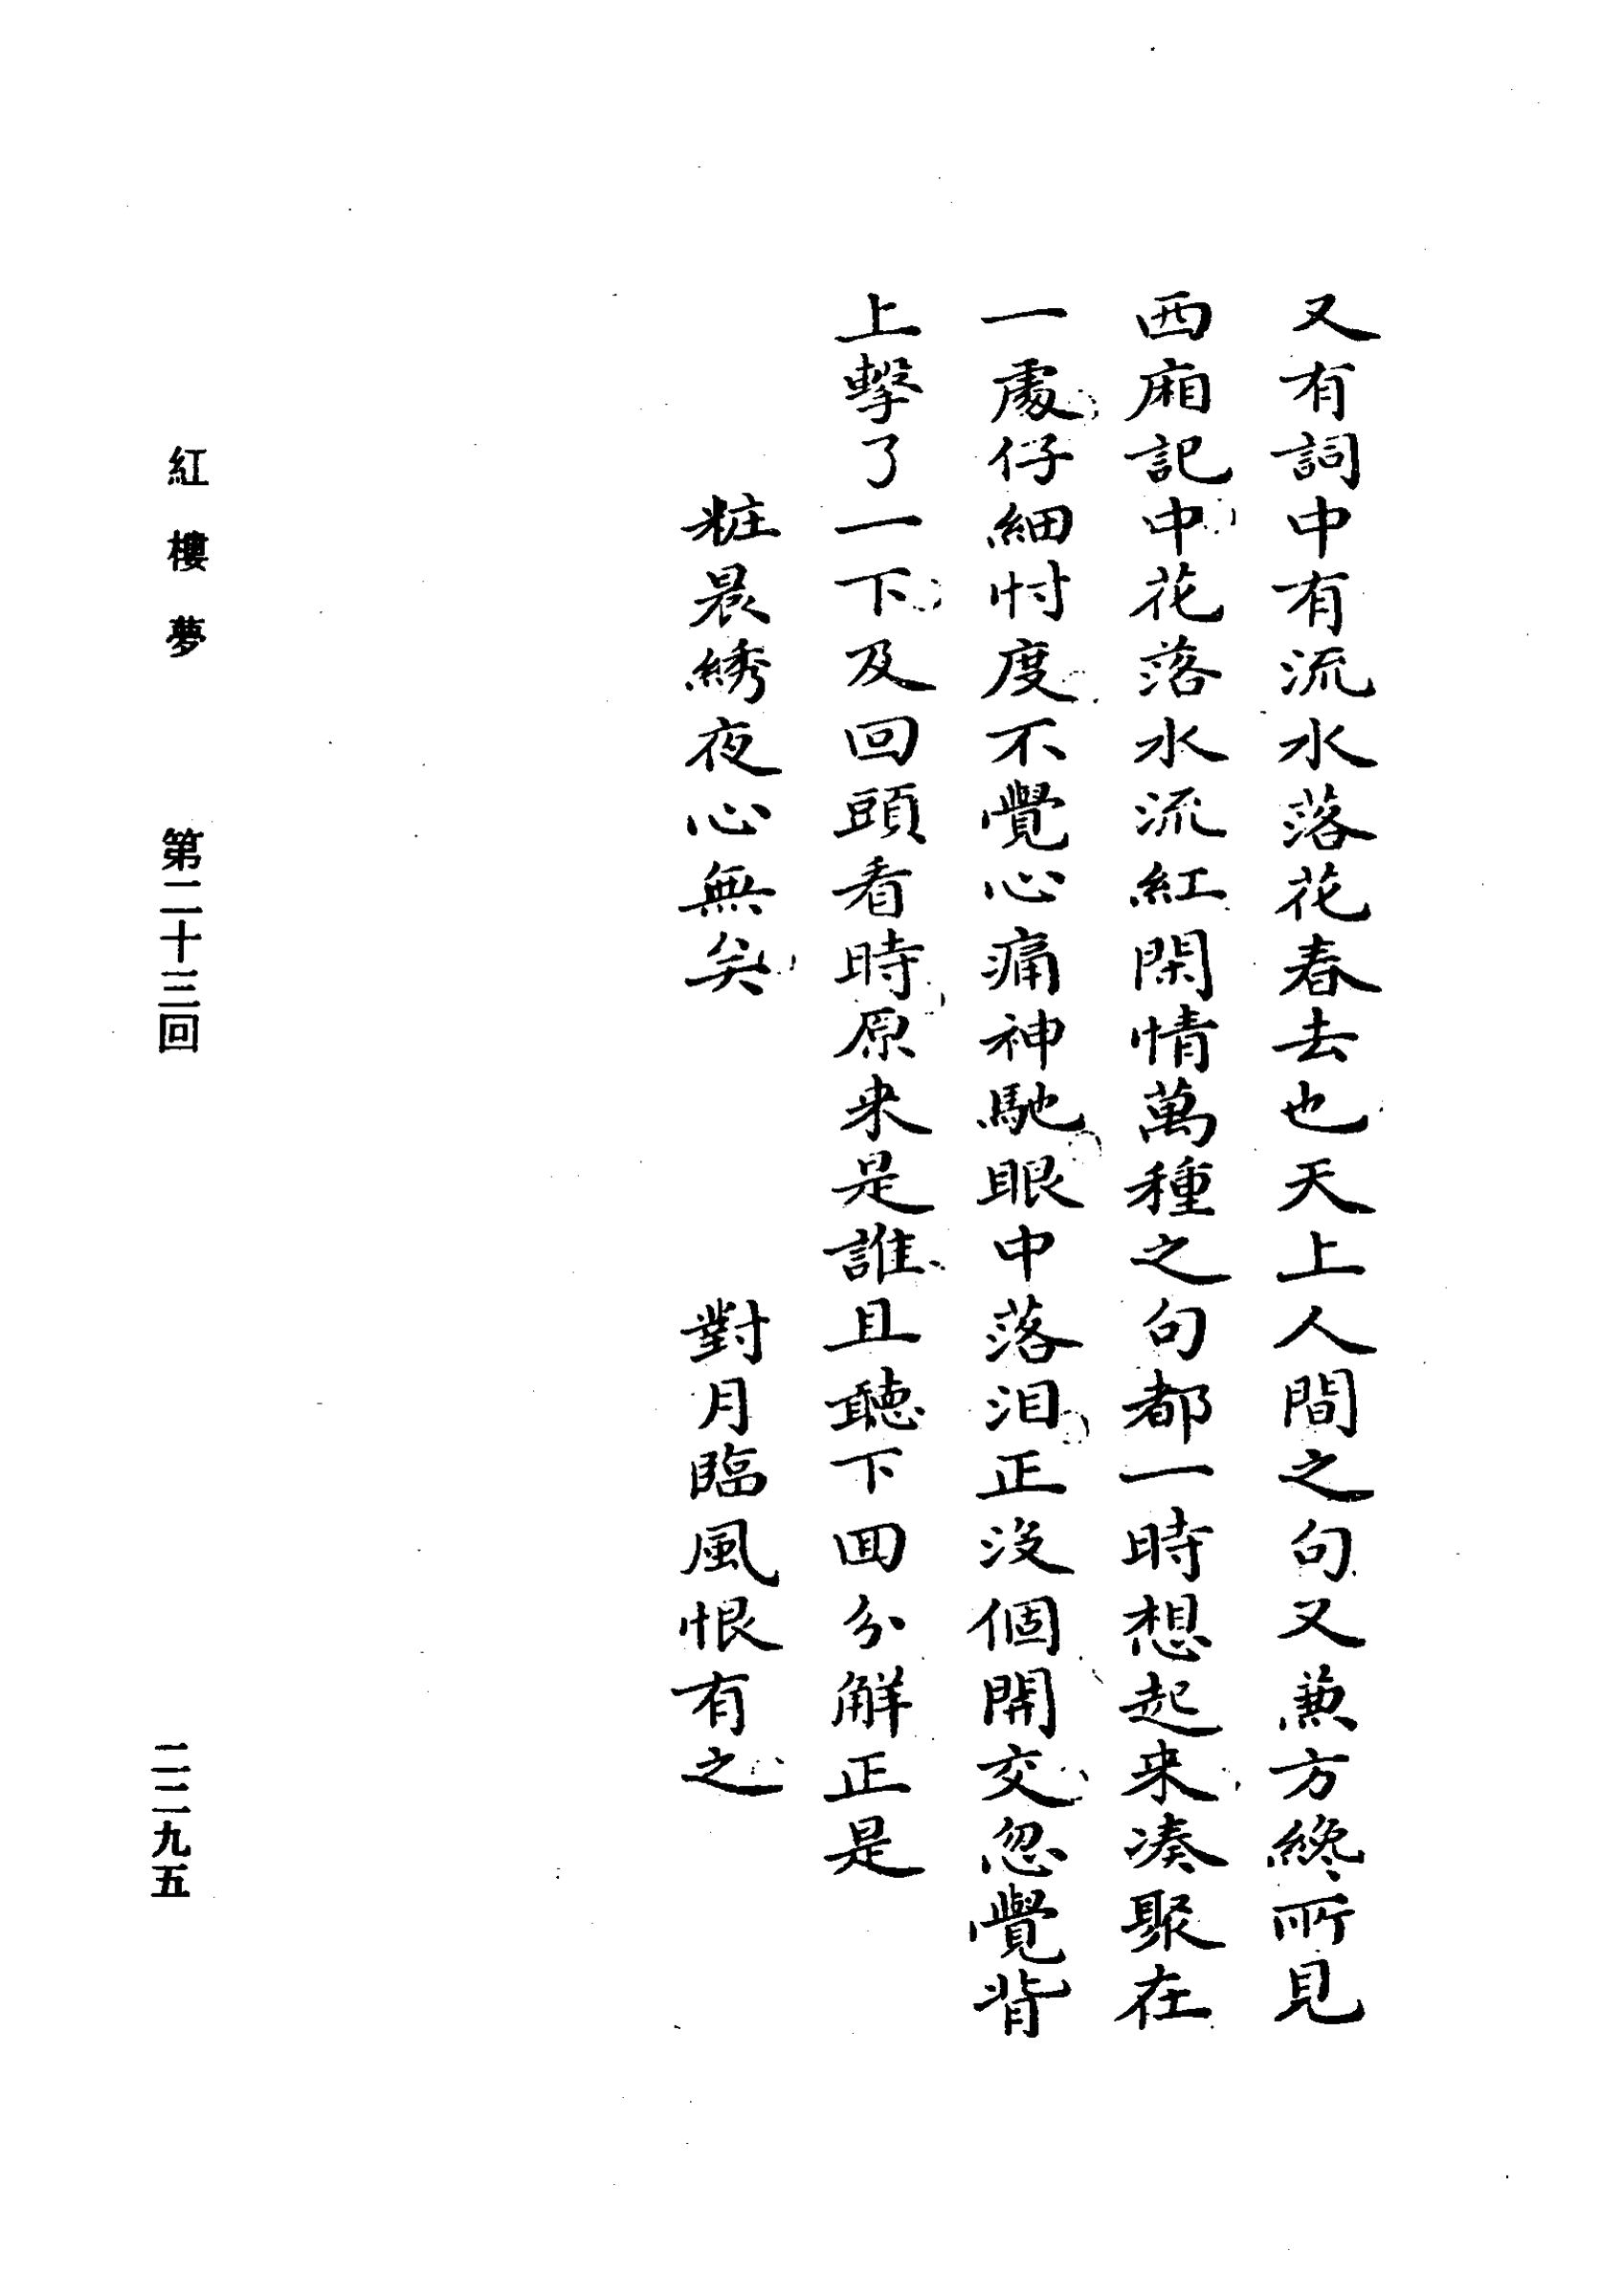 又有詞中有流水落花春去也天上人間之句又兼方纔所見
西廂記中花落水流紅閑情萬種之句都一時想起来凑聚在
一處仔細忖度不覺心痛神馳眼中落泪正没個開交忽覺背
上擊了一下及回頭看時原来是誰且聽下回分解正是
粧晨綉夜心無矣　對月臨風恨有之
紅樓夢　第二十三回　二二九五